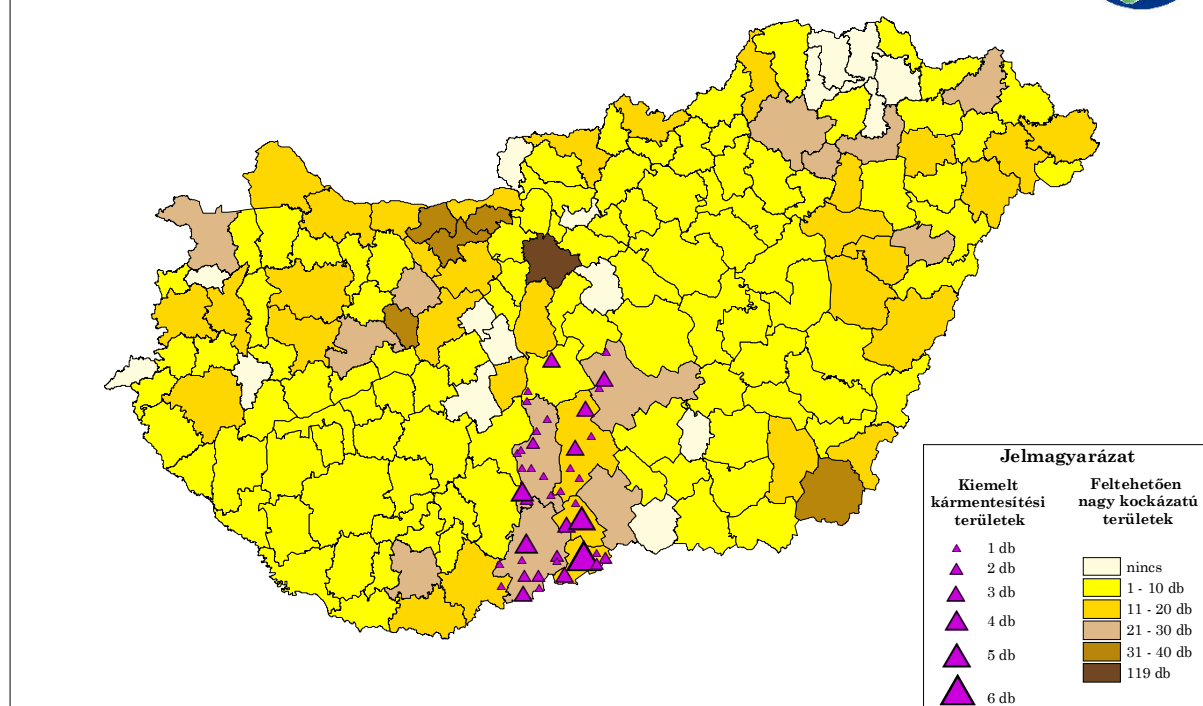 Jelmagyarázat
Kiemelt
kármentesítési
területek
1 db
2 db
3 db
4 db
5 db
6 db
Feltehetően
nagy kockázatú
területek
nincs
1 - 10 db
11 - 20 db
21 - 30 db
31 - 40 db
119 db